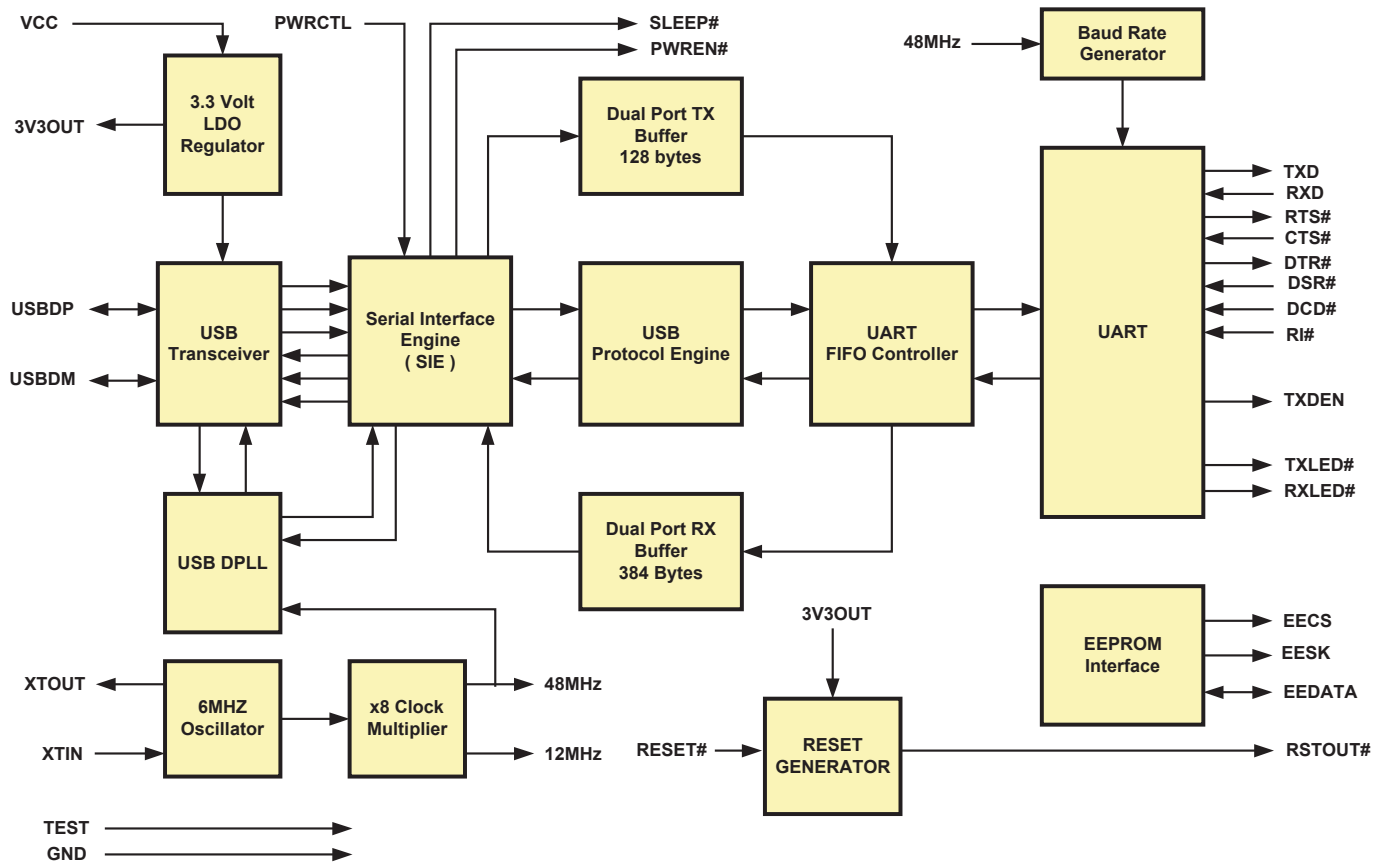 VCC
PWRCTL
SLEEP#
PWREN#
48MHz
Baud Rate
Generator
3V3OUT
3.3 Volt
LDO
Regulator
Dual Port TX
Buffer
128 bytes
TXD
RXD
RTS#
CTS#
DTR#
DSR#
DCD#
RI#
TXDEN
TXLED#
RXLED#
USBDP
USBDM
USB
Transceiver
Serial Interface
Engine
( SIE )
USB
Protocol Engine
UART
FIFO Controller
UART
USB DPLL
Dual Port RX
Buffer
384 Bytes
3V3OUT
EEPROM
Interface
EECS
EESK
EEDATA
XTOUT
XTIN
6MHZ
Oscillator
x8 Clock
Multiplier
48MHz
12MHz
RESET#
RESET
GENERATOR
RSTOUT#
TEST
GND